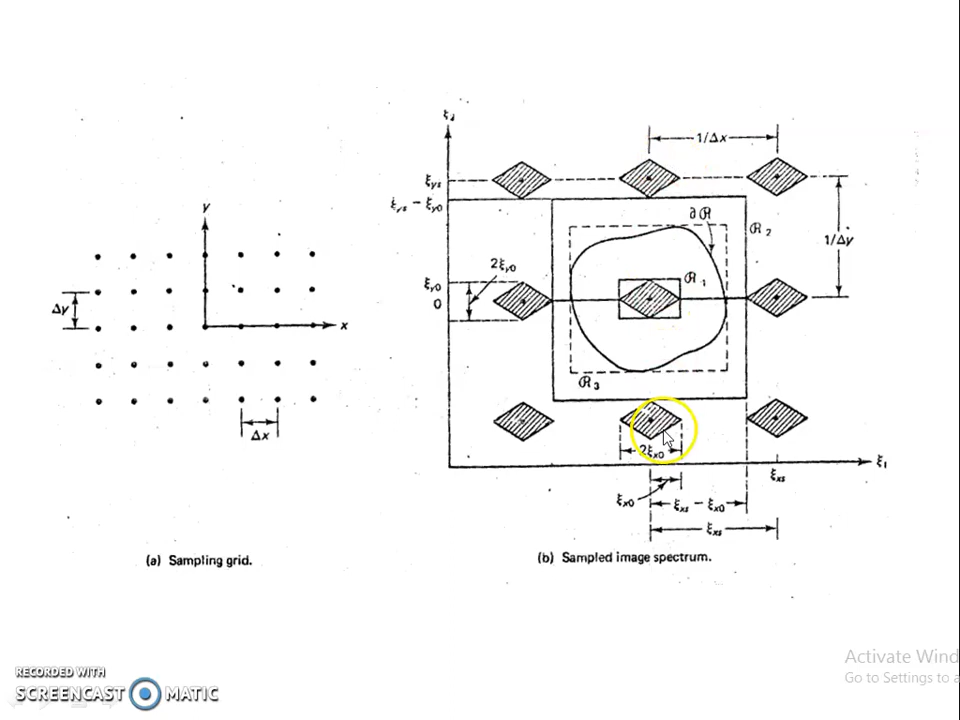 y
x
Δy
Δx
(a) Sampling grid.
1/Δx
ξys
ξys − ξy0
∂ℛ
ℛ2
1/Δy
2ξy0
ξy0
0
ℛ1
ℛ3
2ξx0
ξxs
ξ1
ξx0
ξxs − ξx0
ξxs
(b) Sampled image spectrum.
Activate Wind
Go to Settings to a
RECORDED WITH
SCREENCAST MATIC